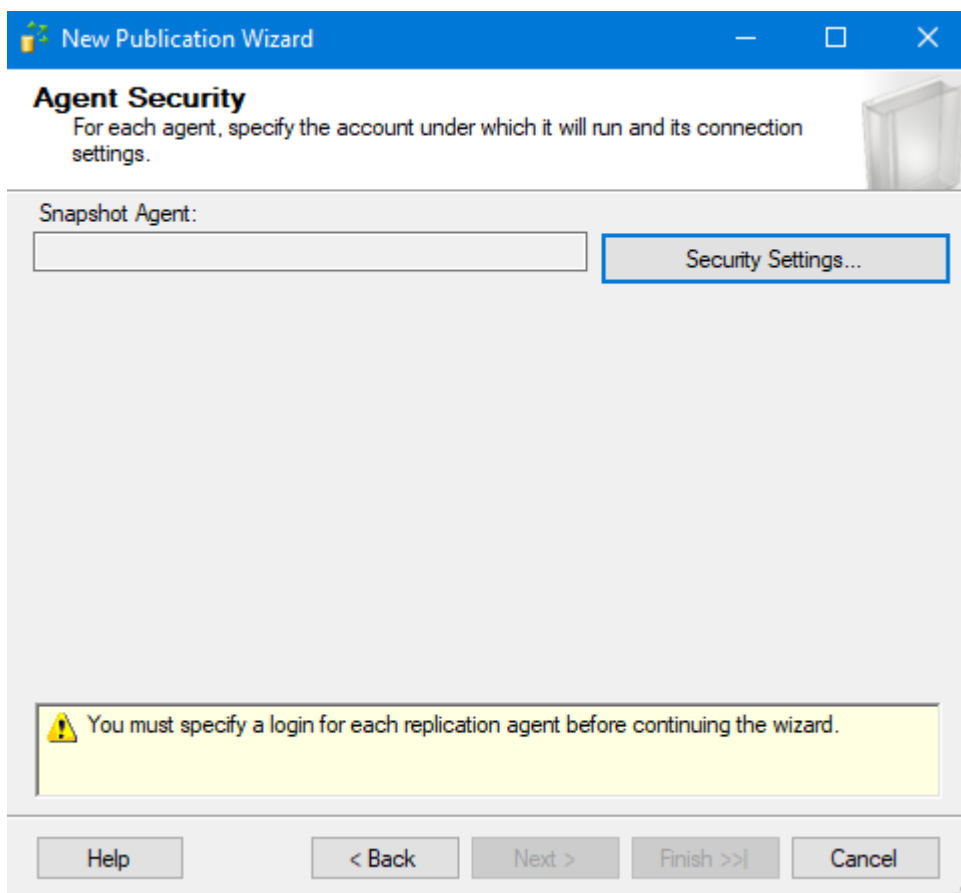 New Publication Wizard
Agent Security
For each agent, specify the account under which it will run and its connection
settings.
Snapshot Agent:
Security Settings...
You must specify a login for each replication agent before continuing the wizard.
Help
< Back
Next >
Finish >>|
Cancel